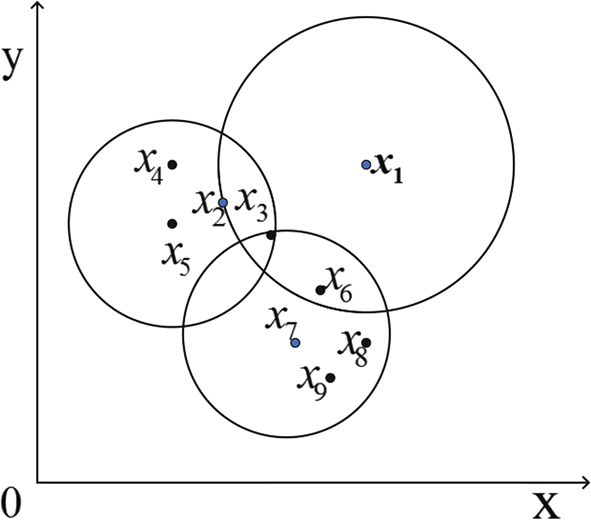 y
x₄
x₁
x₂ x₃
x₅
x₆
x₇
x₈
x₉
0
X